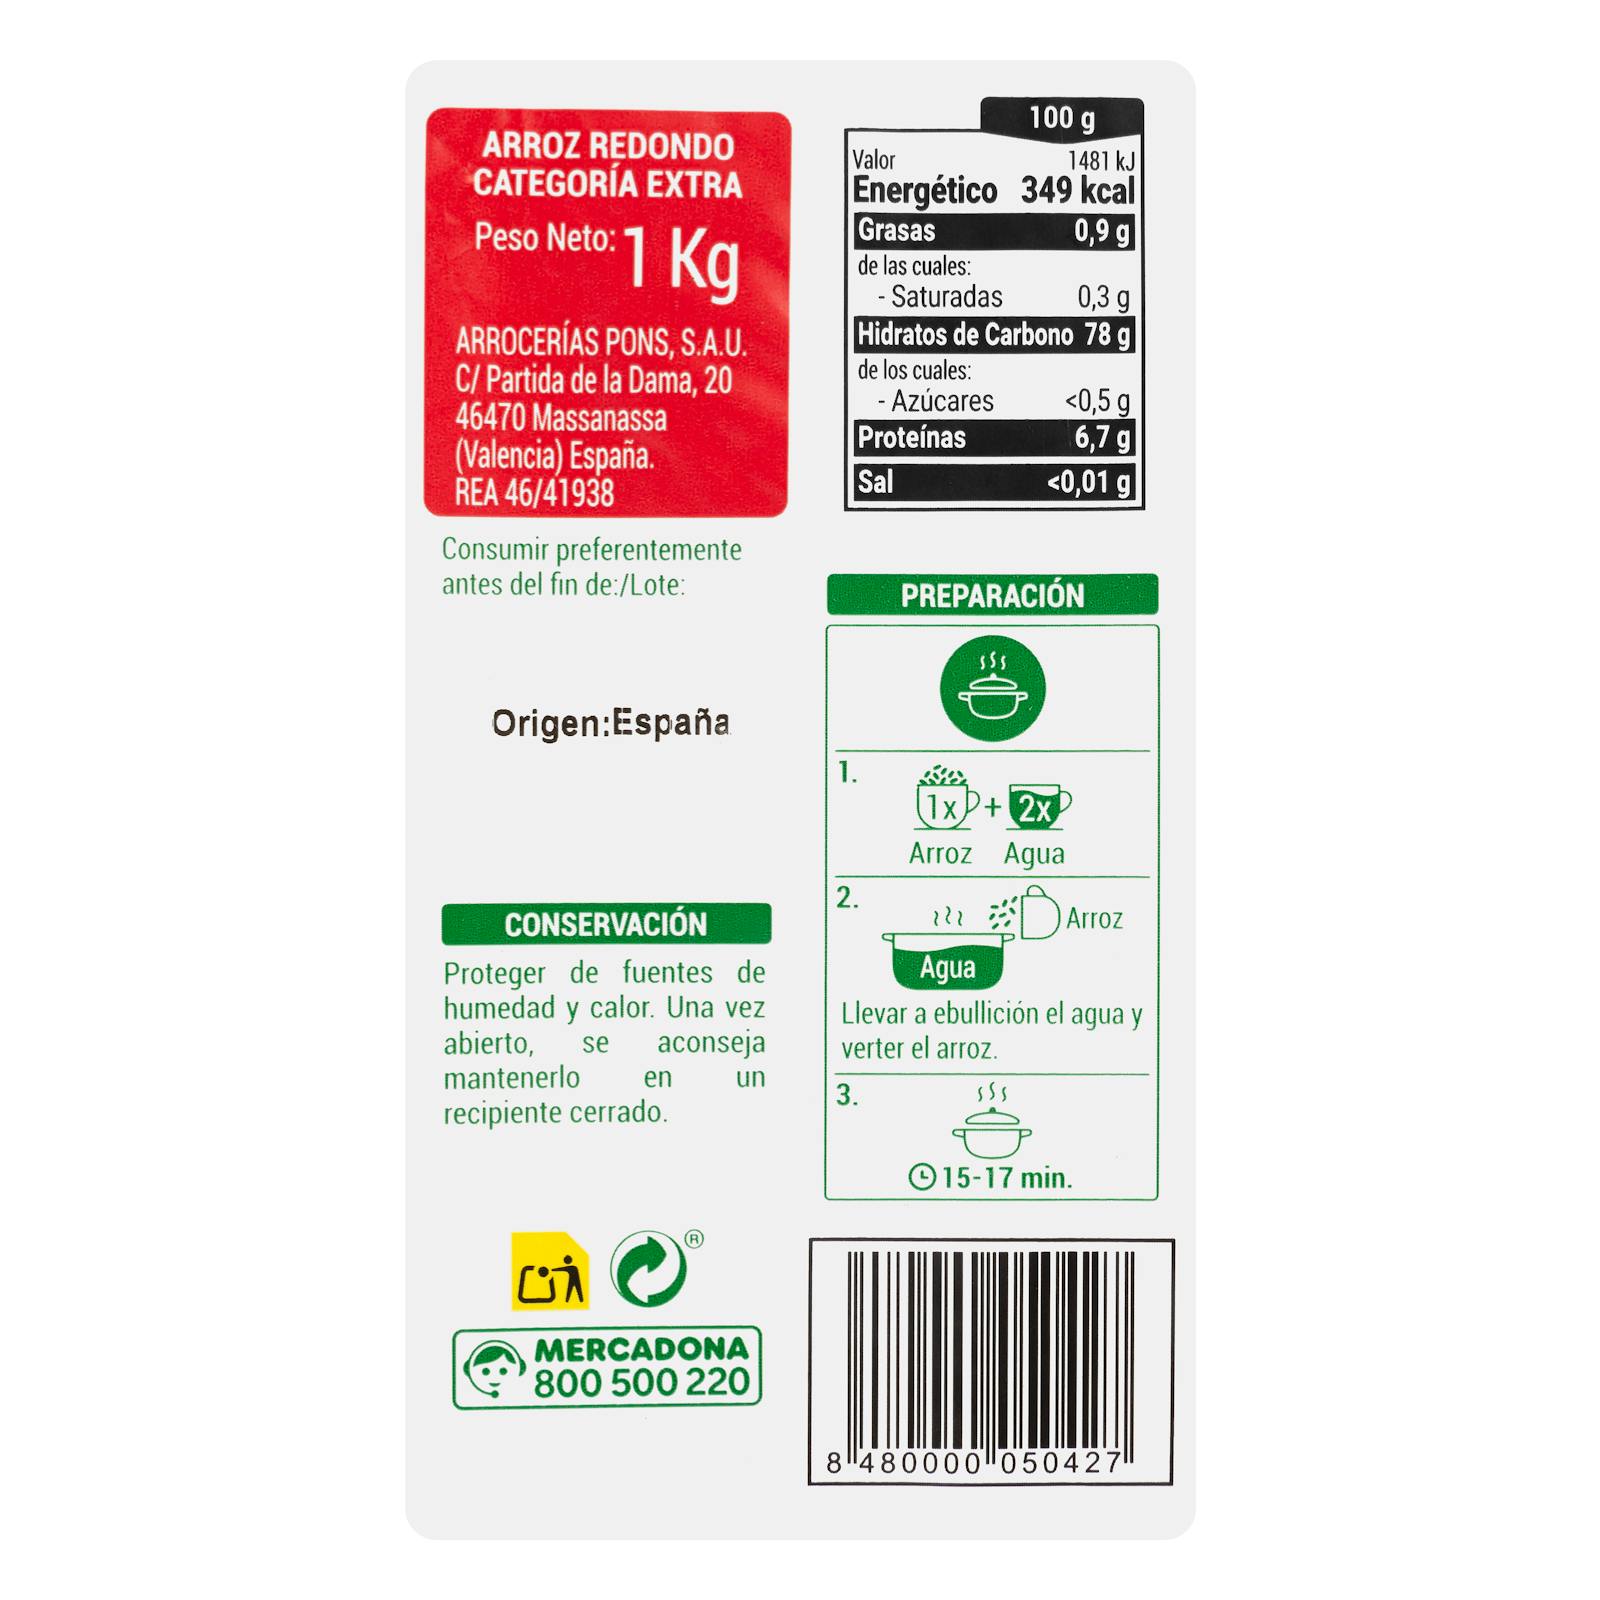 ARROZ REDONDO
CATEGORÍA EXTRA
Peso Neto: 1 Kg
ARROCERÍAS PONS, S.A.U.
C/ Partida de la Dama, 20
46470 Massanassa
(Valencia) España.
REA 46/41938
Consumir preferentemente
antes del fin de:/Lote:
Origen:España
CONSERVACIÓN
Proteger de fuentes de
humedad y calor. Una vez
abierto, se aconseja
mantenerlo en un
recipiente cerrado.
®
MERCADONA
800 500 220
100 g
Valor 1481 kJ
Energético 349 kcal
Grasas 0,9 g
de las cuales:
- Saturadas 0,3 g
Hidratos de Carbono 78 g
de los cuales:
- Azúcares <0,5 g
Proteínas 6,7 g
Sal <0,01 g
PREPARACIÓN
1.
1x + 2x
Arroz Agua
2.
Arroz
Agua
Llevar a ebullición el agua y
verter el arroz.
3.
15-17 min.
8 480000 050427